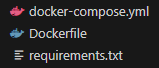 docker-compose.yml
Dockerfile
requirements.txt